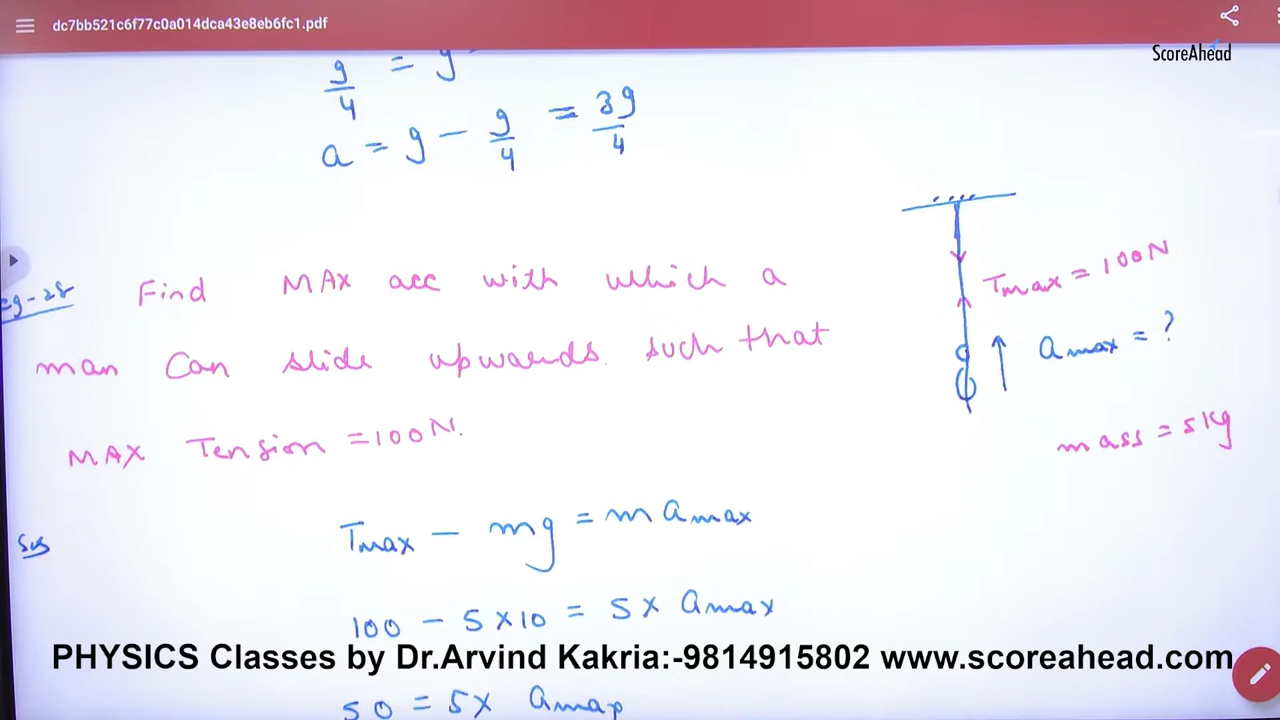 dc7bb521c6f77c0a014dca43e8eb6fc1.pdf
ScoreAhead
g/4 = g
a = g - g/4 = 3g/4
eg-28 Find MAX acc with which a
man can slide upwards. such that
MAX Tension = 100N.
Tmax = 100N
amax = ?
mass = 5kg
Tmax - mg = m amax
100 - 5×10 = 5× amax
PHYSICS Classes by Dr.Arvind Kakria:-9814915802 www.scoreahead.com
50 = 5× amax